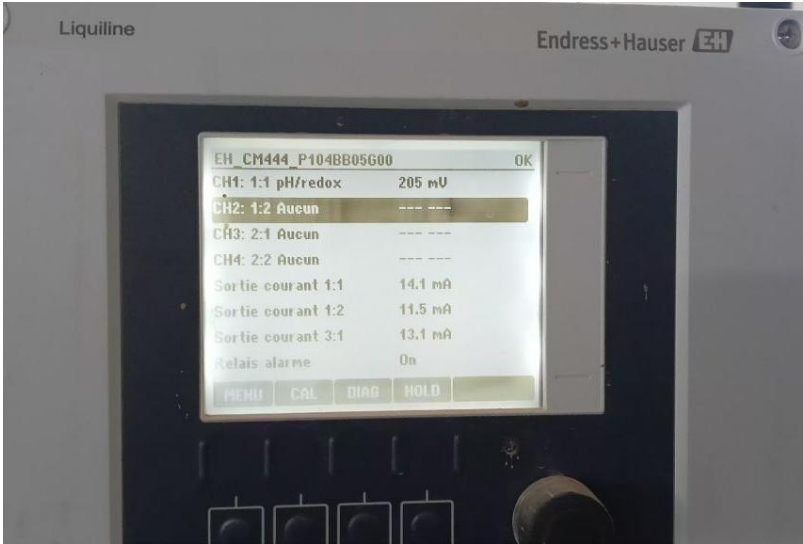 Liquiline
Endress+Hauser EH
EH_CM444_P104BB05G00 OK
CH1: 1:1 pH/redox 205 mV
CH2: 1:2 Aucun --- ---
CH3: 2:1 Aucun --- ---
CH4: 2:2 Aucun --- ---
Sortie courant 1:1 14.1 mA
Sortie courant 1:2 11.5 mA
Sortie courant 3:1 13.1 mA
Relais alarme On
MENU CAL DIAG HOLD